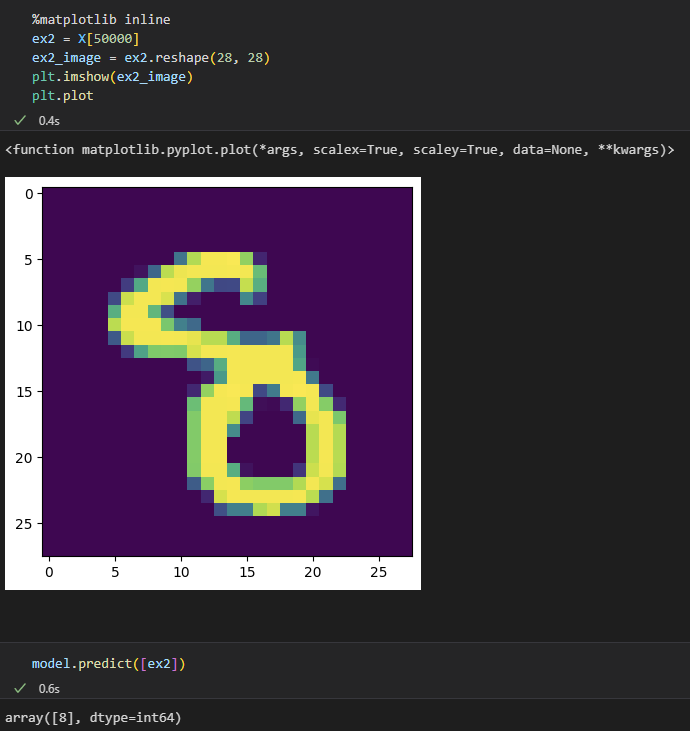 %matplotlib inline
ex2 = X[50000]
ex2_image = ex2.reshape(28, 28)
plt.imshow(ex2_image)
plt.plot
✓ 0.4s
<function matplotlib.pyplot.plot(*args, scalex=True, scaley=True, data=None, **kwargs)>
0
5
10
15
20
25
0 5 10 15 20 25
8
model.predict([ex2])
✓ 0.6s
array([8], dtype=int64)